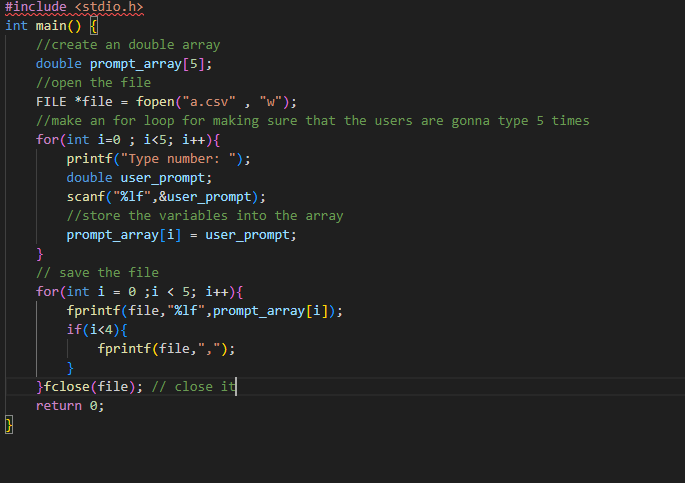 #include <stdio.h>
int main() {
    //create an double array
    double prompt_array[5];
    //open the file
    FILE *file = fopen("a.csv" , "w");
    //make an for loop for making sure that the users are gonna type 5 times
    for(int i=0 ; i<5; i++){
        printf("Type number: ");
        double user_prompt;
        scanf("%lf",&user_prompt);
        //store the variables into the array
        prompt_array[i] = user_prompt;
    }
    // save the file
    for(int i = 0 ;i < 5; i++){
        fprintf(file,"%lf",prompt_array[i]);
        if(i<4){
            fprintf(file,",");
        }
    }fclose(file); // close it
    return 0;
}